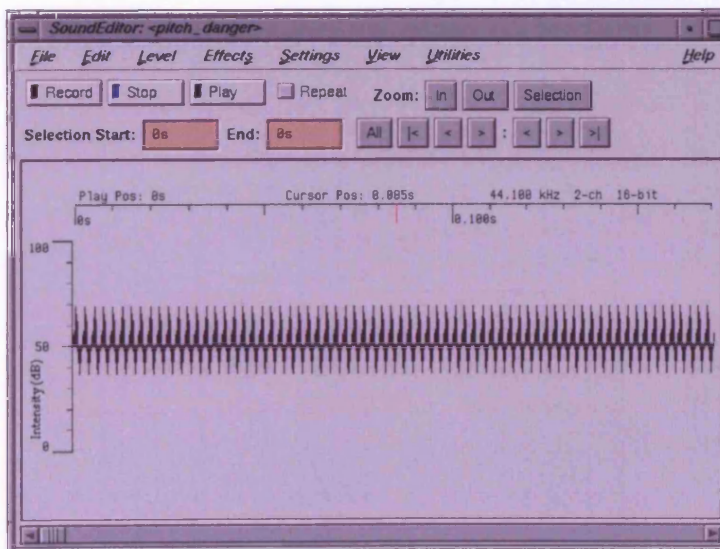 SoundEditor: <pitch_danger>
File Edit Level Effects Settings View Utilities Help
Record Stop Play Repeat Zoom: In Out Selection
Selection Start: 0s End: 0s All |< < > : < > >|
Play Pos: 0s Cursor Pos: 0.085s 44.100 kHz 2-ch 16-bit
0s 0.100s
100
50
Intensity(dB)
0